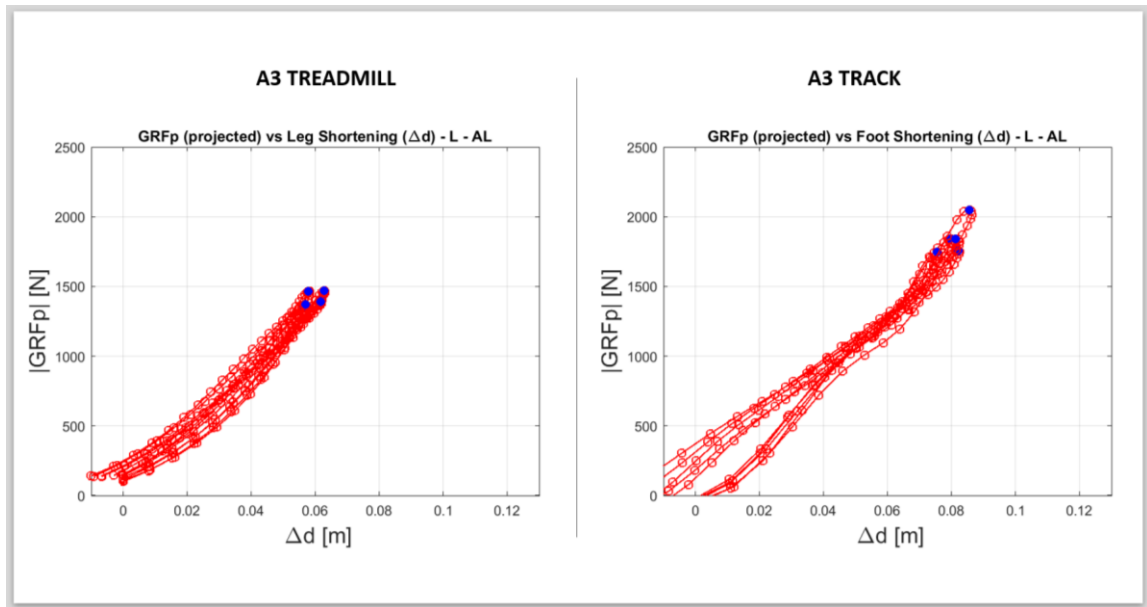 A3 TREADMILL
GRFp (projected) vs Leg Shortening (Δd) - L - AL
2500
2000
1500
1000
500
0
|GRFp| [N]
0 0.02 0.04 0.06 0.08 0.1 0.12
Δd [m]
A3 TRACK
GRFp (projected) vs Foot Shortening (Δd) - L - AL
2500
2000
1500
1000
500
0
|GRFp| [N]
0 0.02 0.04 0.06 0.08 0.1 0.12
Δd [m]